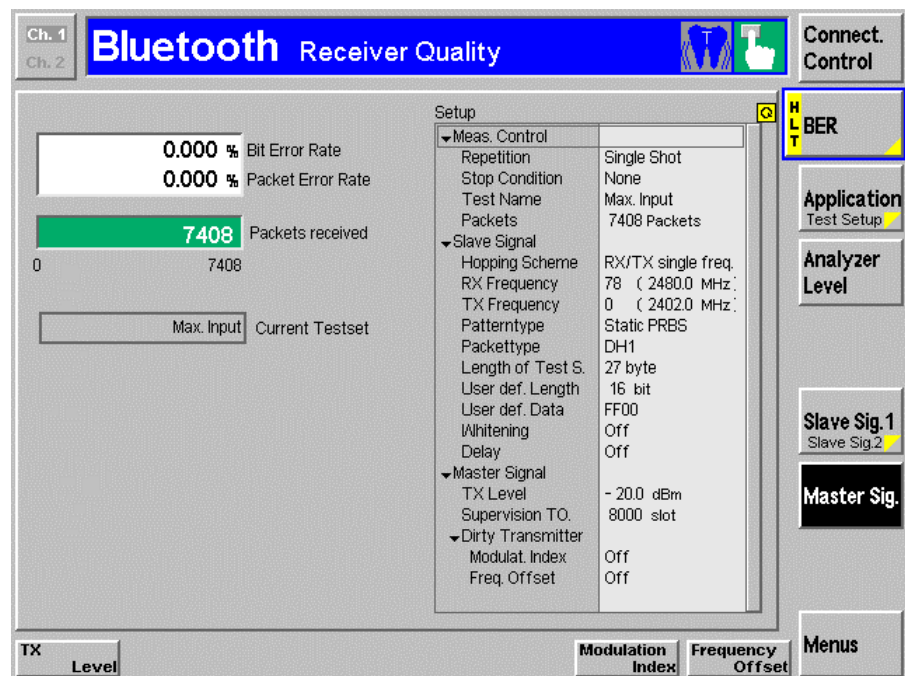 Ch. 1
Ch. 2
Bluetooth Receiver Quality
Connect. Control
0.000 % Bit Error Rate
0.000 % Packet Error Rate
7408 Packets received
0 7408
Max. Input Current Testset
Setup
Meas. Control
Repetition Single Shot
Stop Condition None
Test Name Max. Input
Packets 7408 Packets
Slave Signal
Hopping Scheme RX/TX single freq.
RX Frequency 78 ( 2480.0 MHz
TX Frequency 0 ( 2402.0 MHz
Patterntype Static PRBS
Packettype DH1
Length of Test S. 27 byte
User def. Length 16 bit
User def. Data FF00
Whitening Off
Delay Off
Master Signal
TX Level - 20.0 dBm
Supervision TO. 8000 slot
Dirty Transmitter
Modulat. Index Off
Freq. Offset Off
HLT
BER
Application
Test Setup
Analyzer
Level
Slave Sig.1
Slave Sig.2
Master Sig.
Menus
TX
Level
Modulation
Index
Frequency
Offset